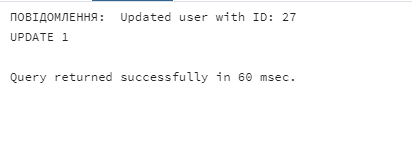 ПОВІДОМЛЕННЯ:  Updated user with ID: 27
UPDATE 1
Query returned successfully in 60 msec.